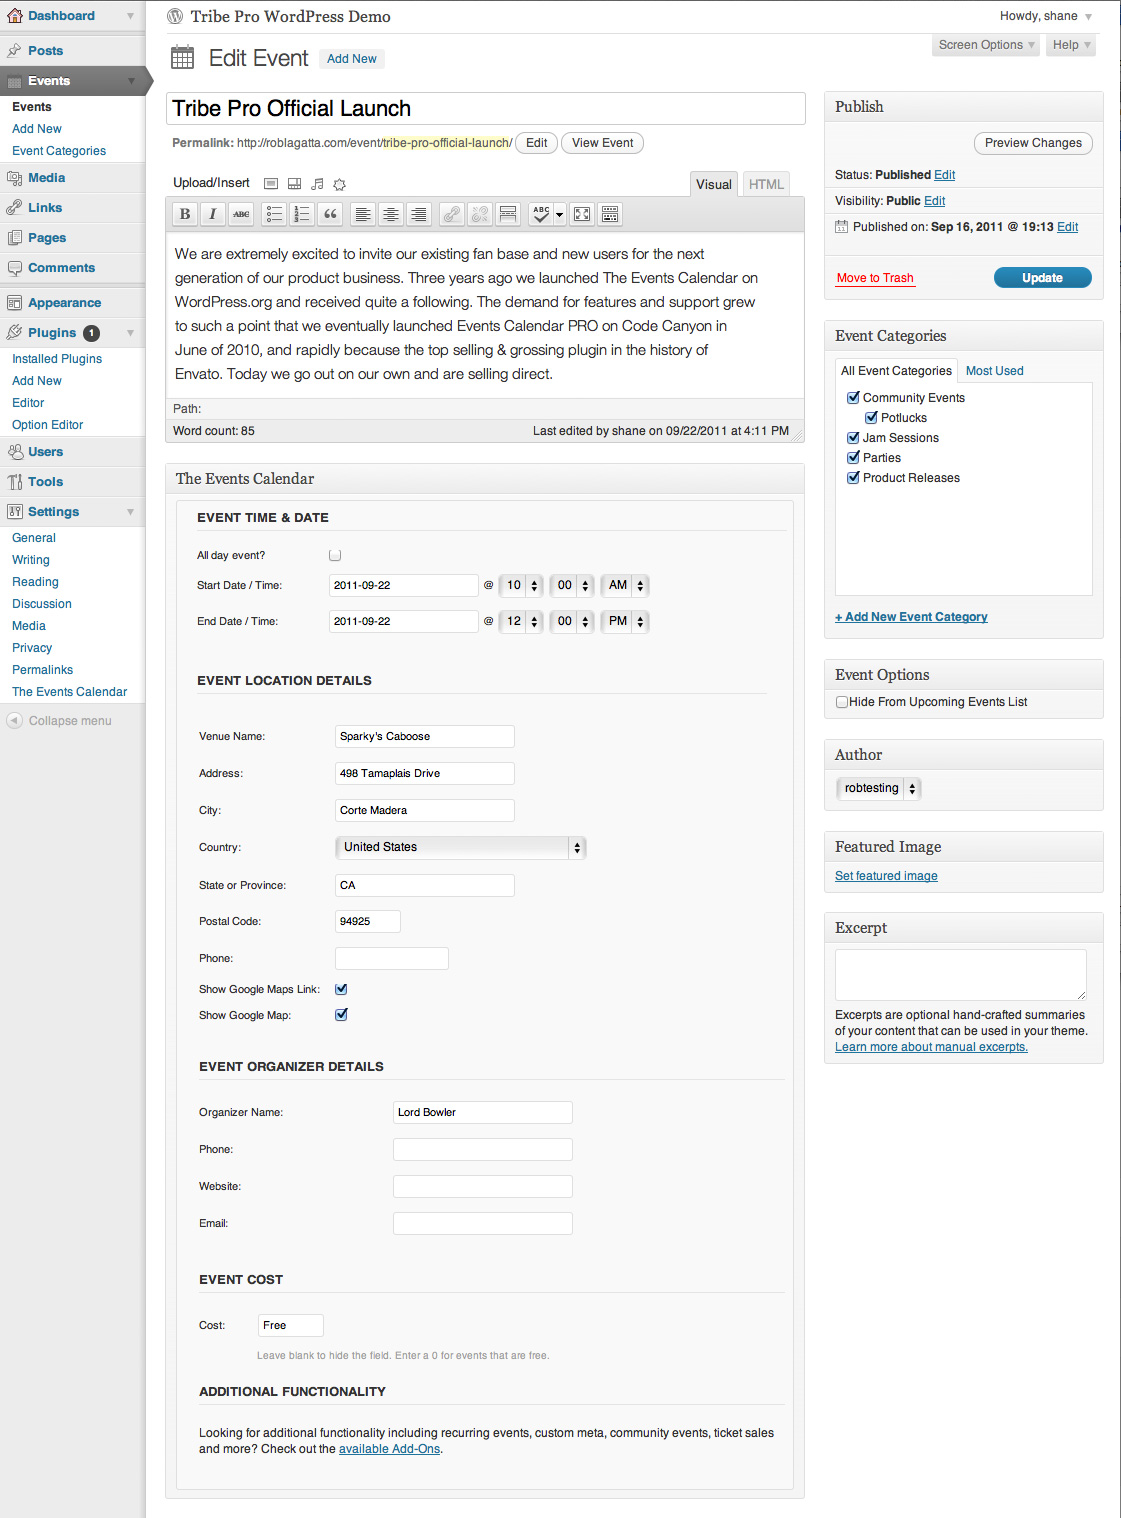 Dashboard
Posts
Events
Events
Add New
Event Categories
Media
Links
Pages
Comments
Appearance
Plugins 1
Installed Plugins
Add New
Editor
Option Editor
Users
Tools
Settings
General
Writing
Reading
Discussion
Media
Privacy
Permalinks
The Events Calendar
Collapse menu
Tribe Pro WordPress Demo
Howdy, shane
Screen Options
Help
Edit Event Add New
Tribe Pro Official Launch
Permalink: http://roblagatta.com/event/tribe-pro-official-launch/ Edit View Event
Upload/Insert
Visual HTML
B I ABC ABC
We are extremely excited to invite our existing fan base and new users for the next
generation of our product business. Three years ago we launched The Events Calendar on
WordPress.org and received quite a following. The demand for features and support grew
to such a point that we eventually launched Events Calendar PRO on Code Canyon in
June of 2010, and rapidly because the top selling & grossing plugin in the history of
Envato. Today we go out on our own and are selling direct.
Path:
Word count: 85 Last edited by shane on 09/22/2011 at 4:11 PM
The Events Calendar
EVENT TIME & DATE
All day event?
Start Date / Time: 2011-09-22 @ 10 00 AM
End Date / Time: 2011-09-22 @ 12 00 PM
EVENT LOCATION DETAILS
Venue Name: Sparky's Caboose
Address: 498 Tamaplais Drive
City: Corte Madera
Country: United States
State or Province: CA
Postal Code: 94925
Phone:
Show Google Maps Link:
Show Google Map:
EVENT ORGANIZER DETAILS
Organizer Name: Lord Bowler
Phone:
Website:
Email:
EVENT COST
Cost: Free
Leave blank to hide the field. Enter a 0 for events that are free.
ADDITIONAL FUNCTIONALITY
Looking for additional functionality including recurring events, custom meta, community events, ticket sales
and more? Check out the available Add-Ons.
Publish
Preview Changes
Status: Published Edit
Visibility: Public Edit
Published on: Sep 16, 2011 @ 19:13 Edit
Move to Trash Update
Event Categories
All Event Categories Most Used
Community Events
Potlucks
Jam Sessions
Parties
Product Releases
+ Add New Event Category
Event Options
Hide From Upcoming Events List
Author
robtesting
Featured Image
Set featured image
Excerpt
Excerpts are optional hand-crafted summaries
of your content that can be used in your theme.
Learn more about manual excerpts.